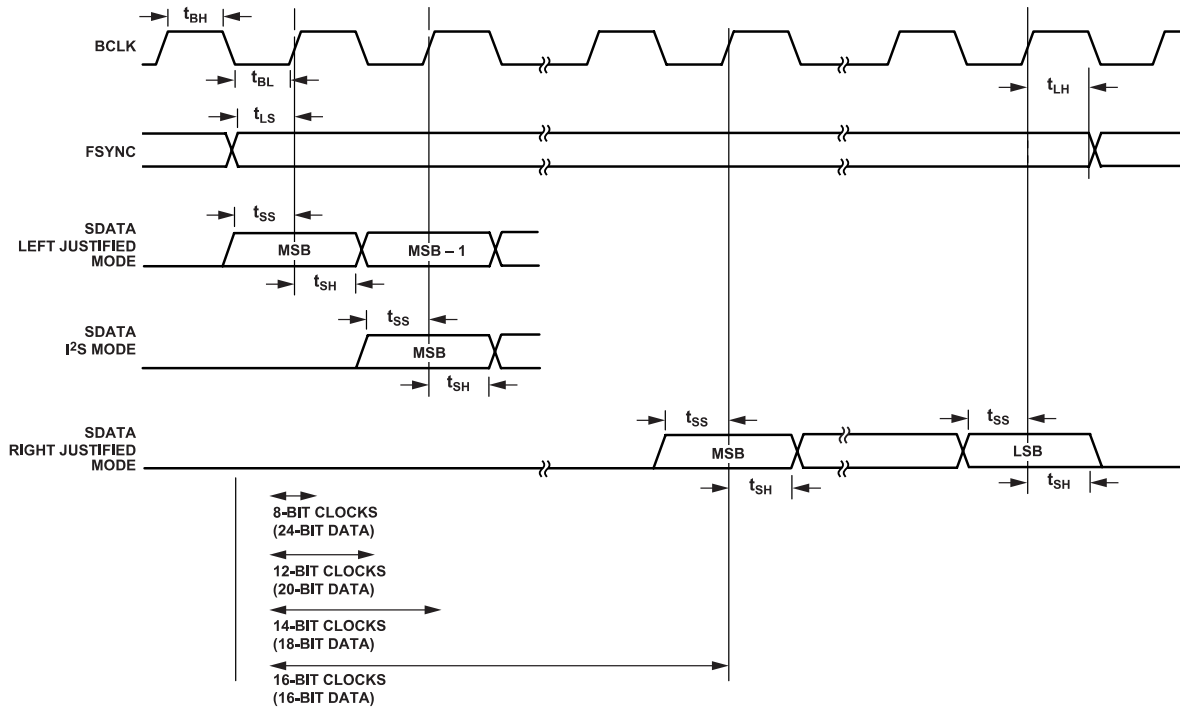 tBH
BCLK
tBL
tLH
tLS
FSYNC
tSS
SDATA
LEFT JUSTIFIED
MODE
MSB
MSB – 1
tSH
tSS
SDATA
I²S MODE
MSB
tSH
tSS
tSS
SDATA
RIGHT JUSTIFIED
MODE
MSB
LSB
tSH
tSH
8-BIT CLOCKS
(24-BIT DATA)
12-BIT CLOCKS
(20-BIT DATA)
14-BIT CLOCKS
(18-BIT DATA)
16-BIT CLOCKS
(16-BIT DATA)